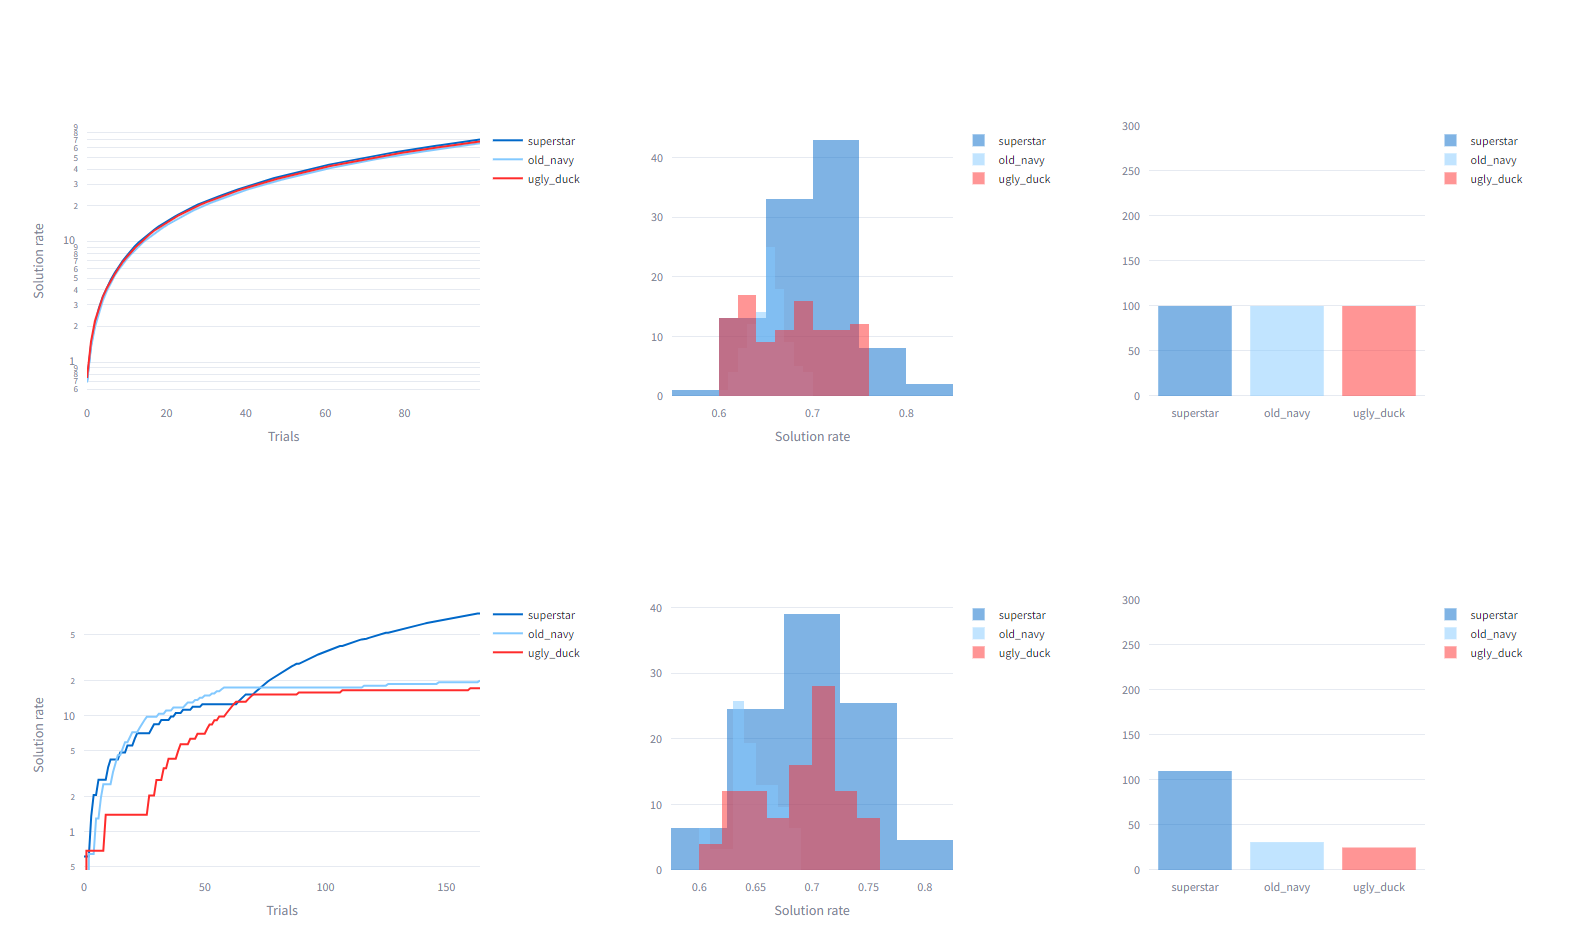 9
8
7
6
5
4
3
2
10
9
8
7
6
5
4
3
2
1
9
8
7
6
0
20
40
60
80
Trials
Solution rate
superstar
old_navy
ugly_duck
40
30
20
10
0
0.6
0.7
0.8
Solution rate
superstar
old_navy
ugly_duck
300
250
200
150
100
50
0
superstar
old_navy
ugly_duck
superstar
old_navy
ugly_duck
5
2
10
5
2
1
5
0
50
100
150
Trials
Solution rate
superstar
old_navy
ugly_duck
40
30
20
10
0
0.6
0.65
0.7
0.75
0.8
Solution rate
superstar
old_navy
ugly_duck
300
250
200
150
100
50
0
superstar
old_navy
ugly_duck
superstar
old_navy
ugly_duck